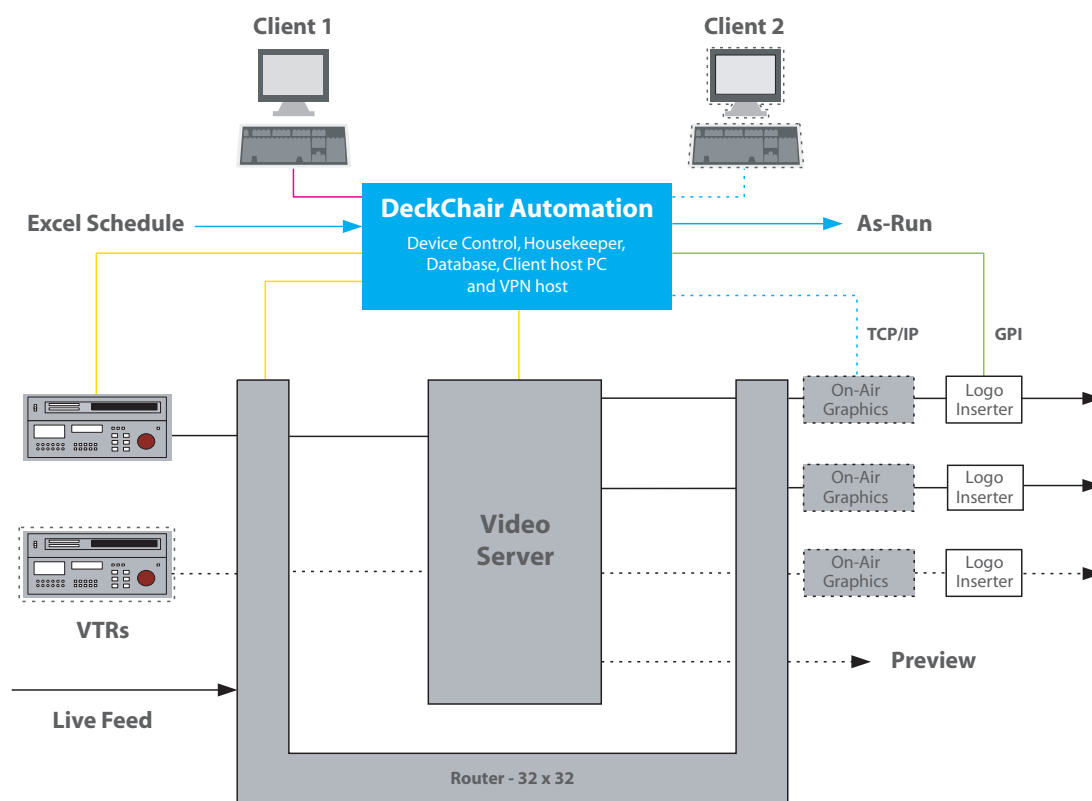 Client 1
Client 2
DeckChair Automation
Excel Schedule
As-Run
Device Control, Housekeeper,
Database, Client host PC
and VPN host
TCP/IP
GPI
On-Air
Graphics
Logo
Inserter
On-Air
Graphics
Logo
Inserter
Video
Server
On-Air
Graphics
Logo
Inserter
VTRs
Preview
Live Feed
Router - 32 x 32